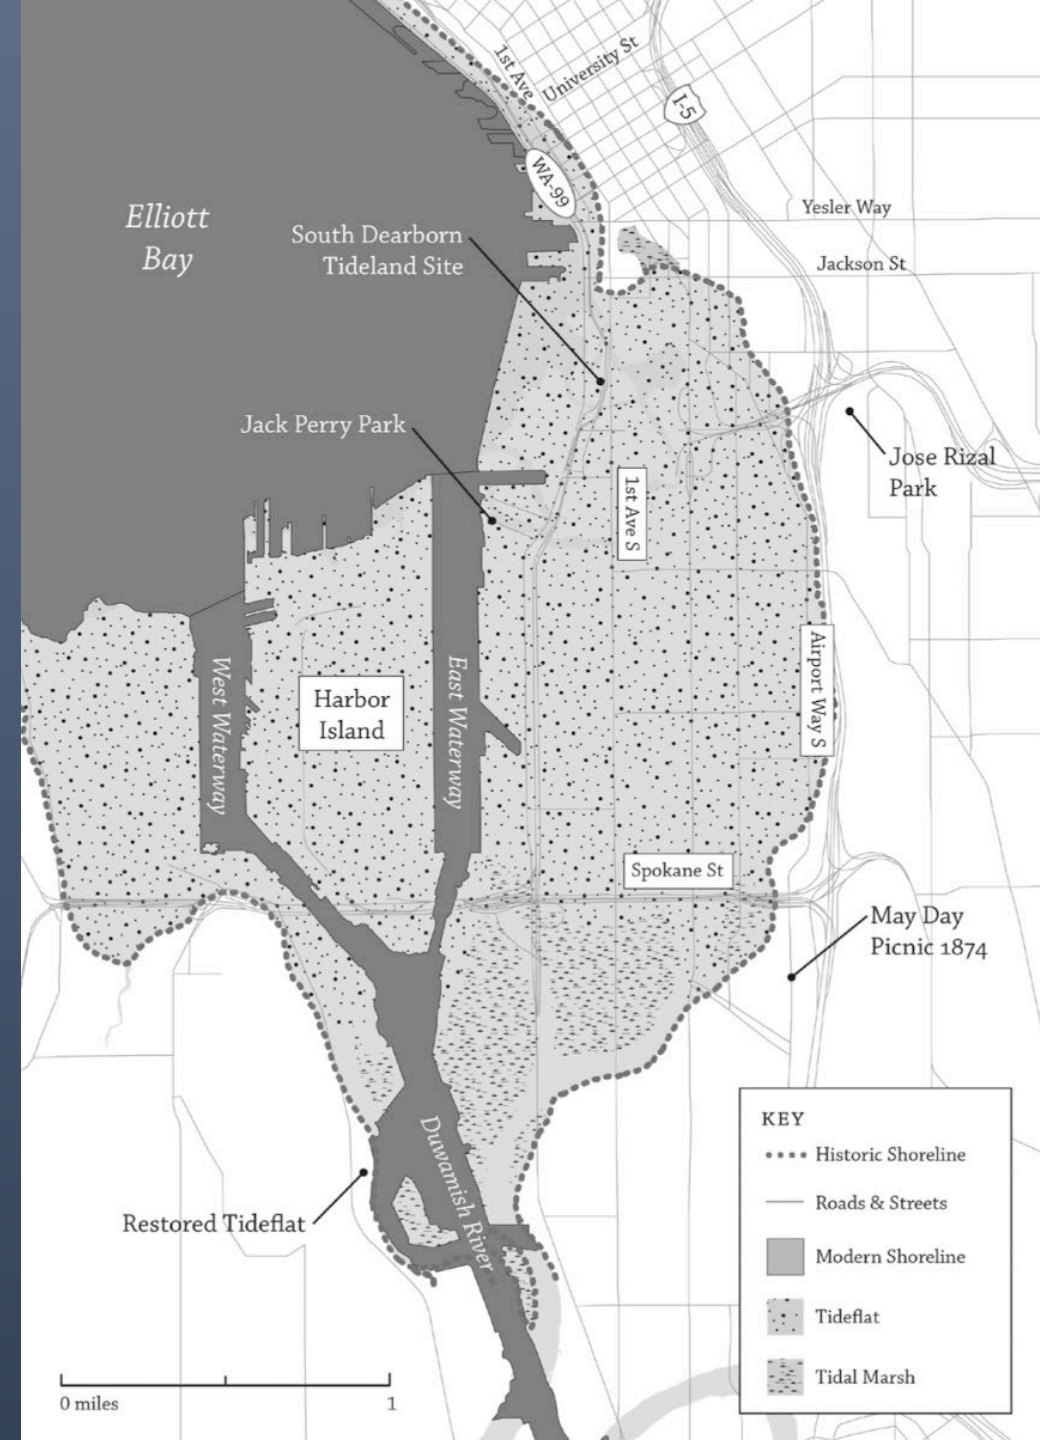 1st Ave
University St
I-5
WA-99
Elliott
Bay
South Dearborn
Tideland Site
Yesler Way
Jackson St
Jack Perry Park
Jose Rizal
Park
1st Ave S
Airport Way S
West Waterway
Harbor
Island
East Waterway
Spokane St
May Day
Picnic 1874
Duwamish River
Restored Tideflat
KEY
Historic Shoreline
Roads & Streets
Modern Shoreline
Tideflat
Tidal Marsh
0 miles
1